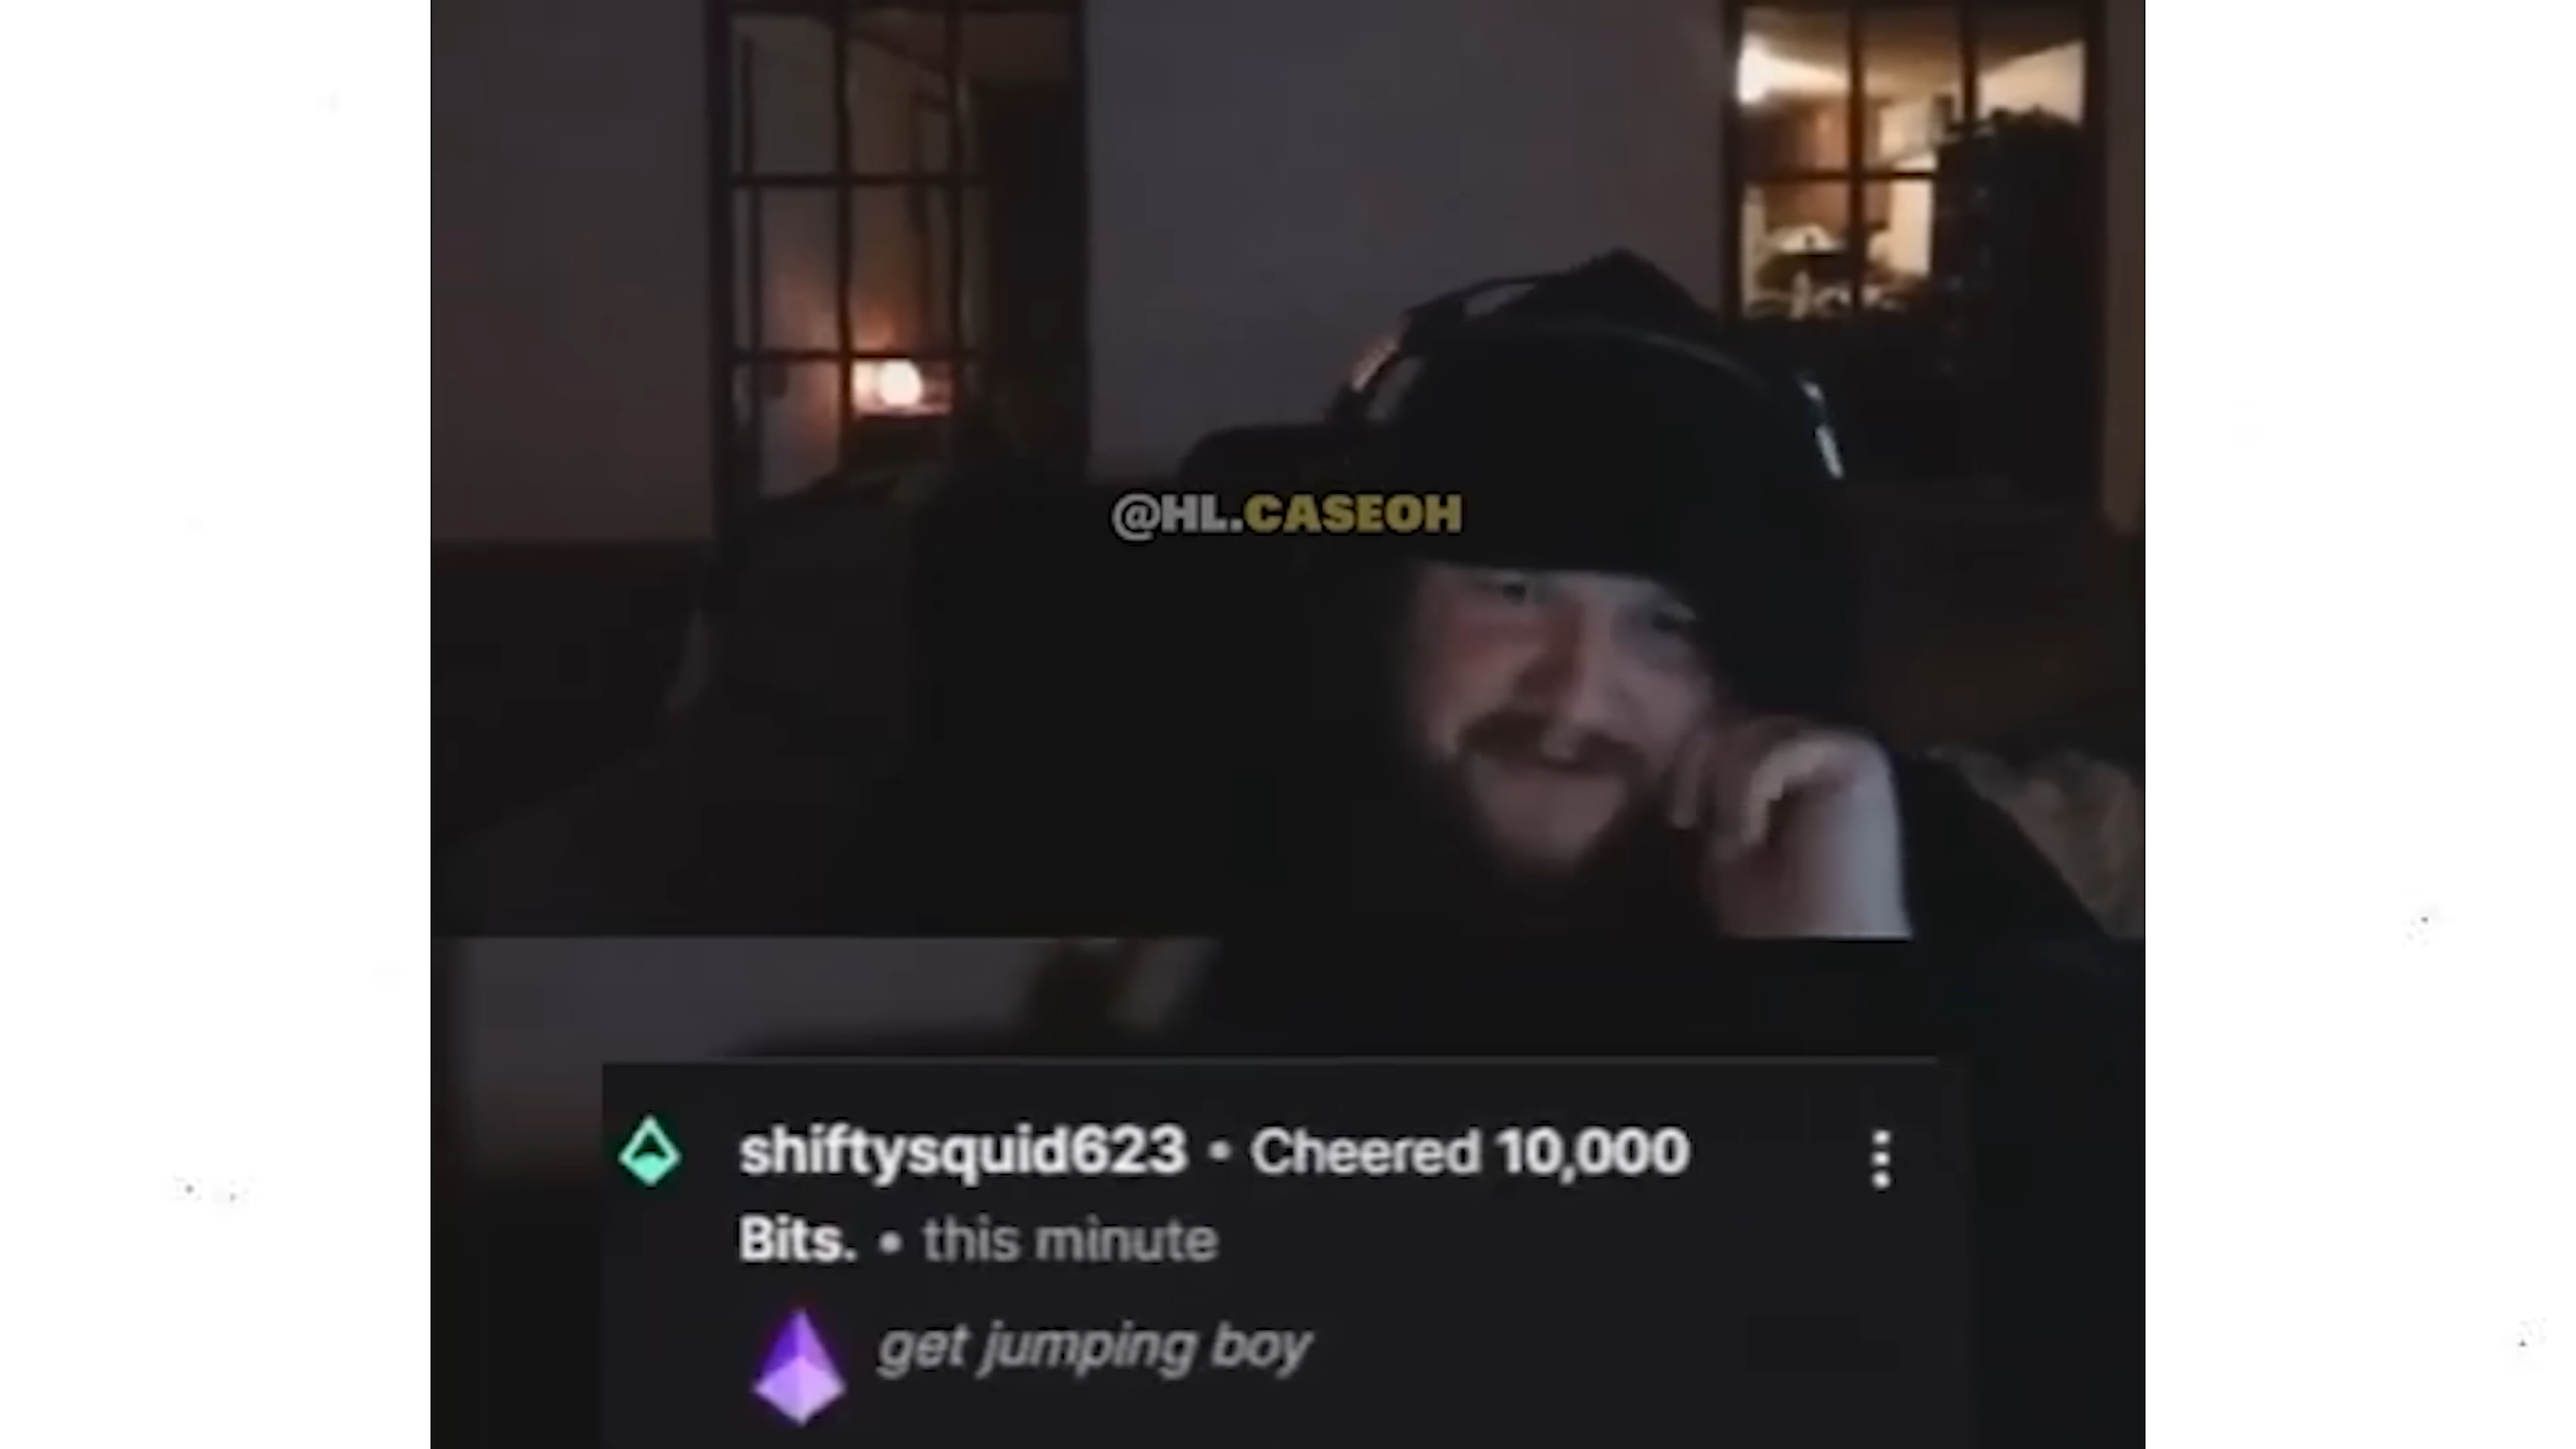 @HL.CASEOH
shiftysquid623 • Cheered 10,000
Bits. • this minute
get jumping boy